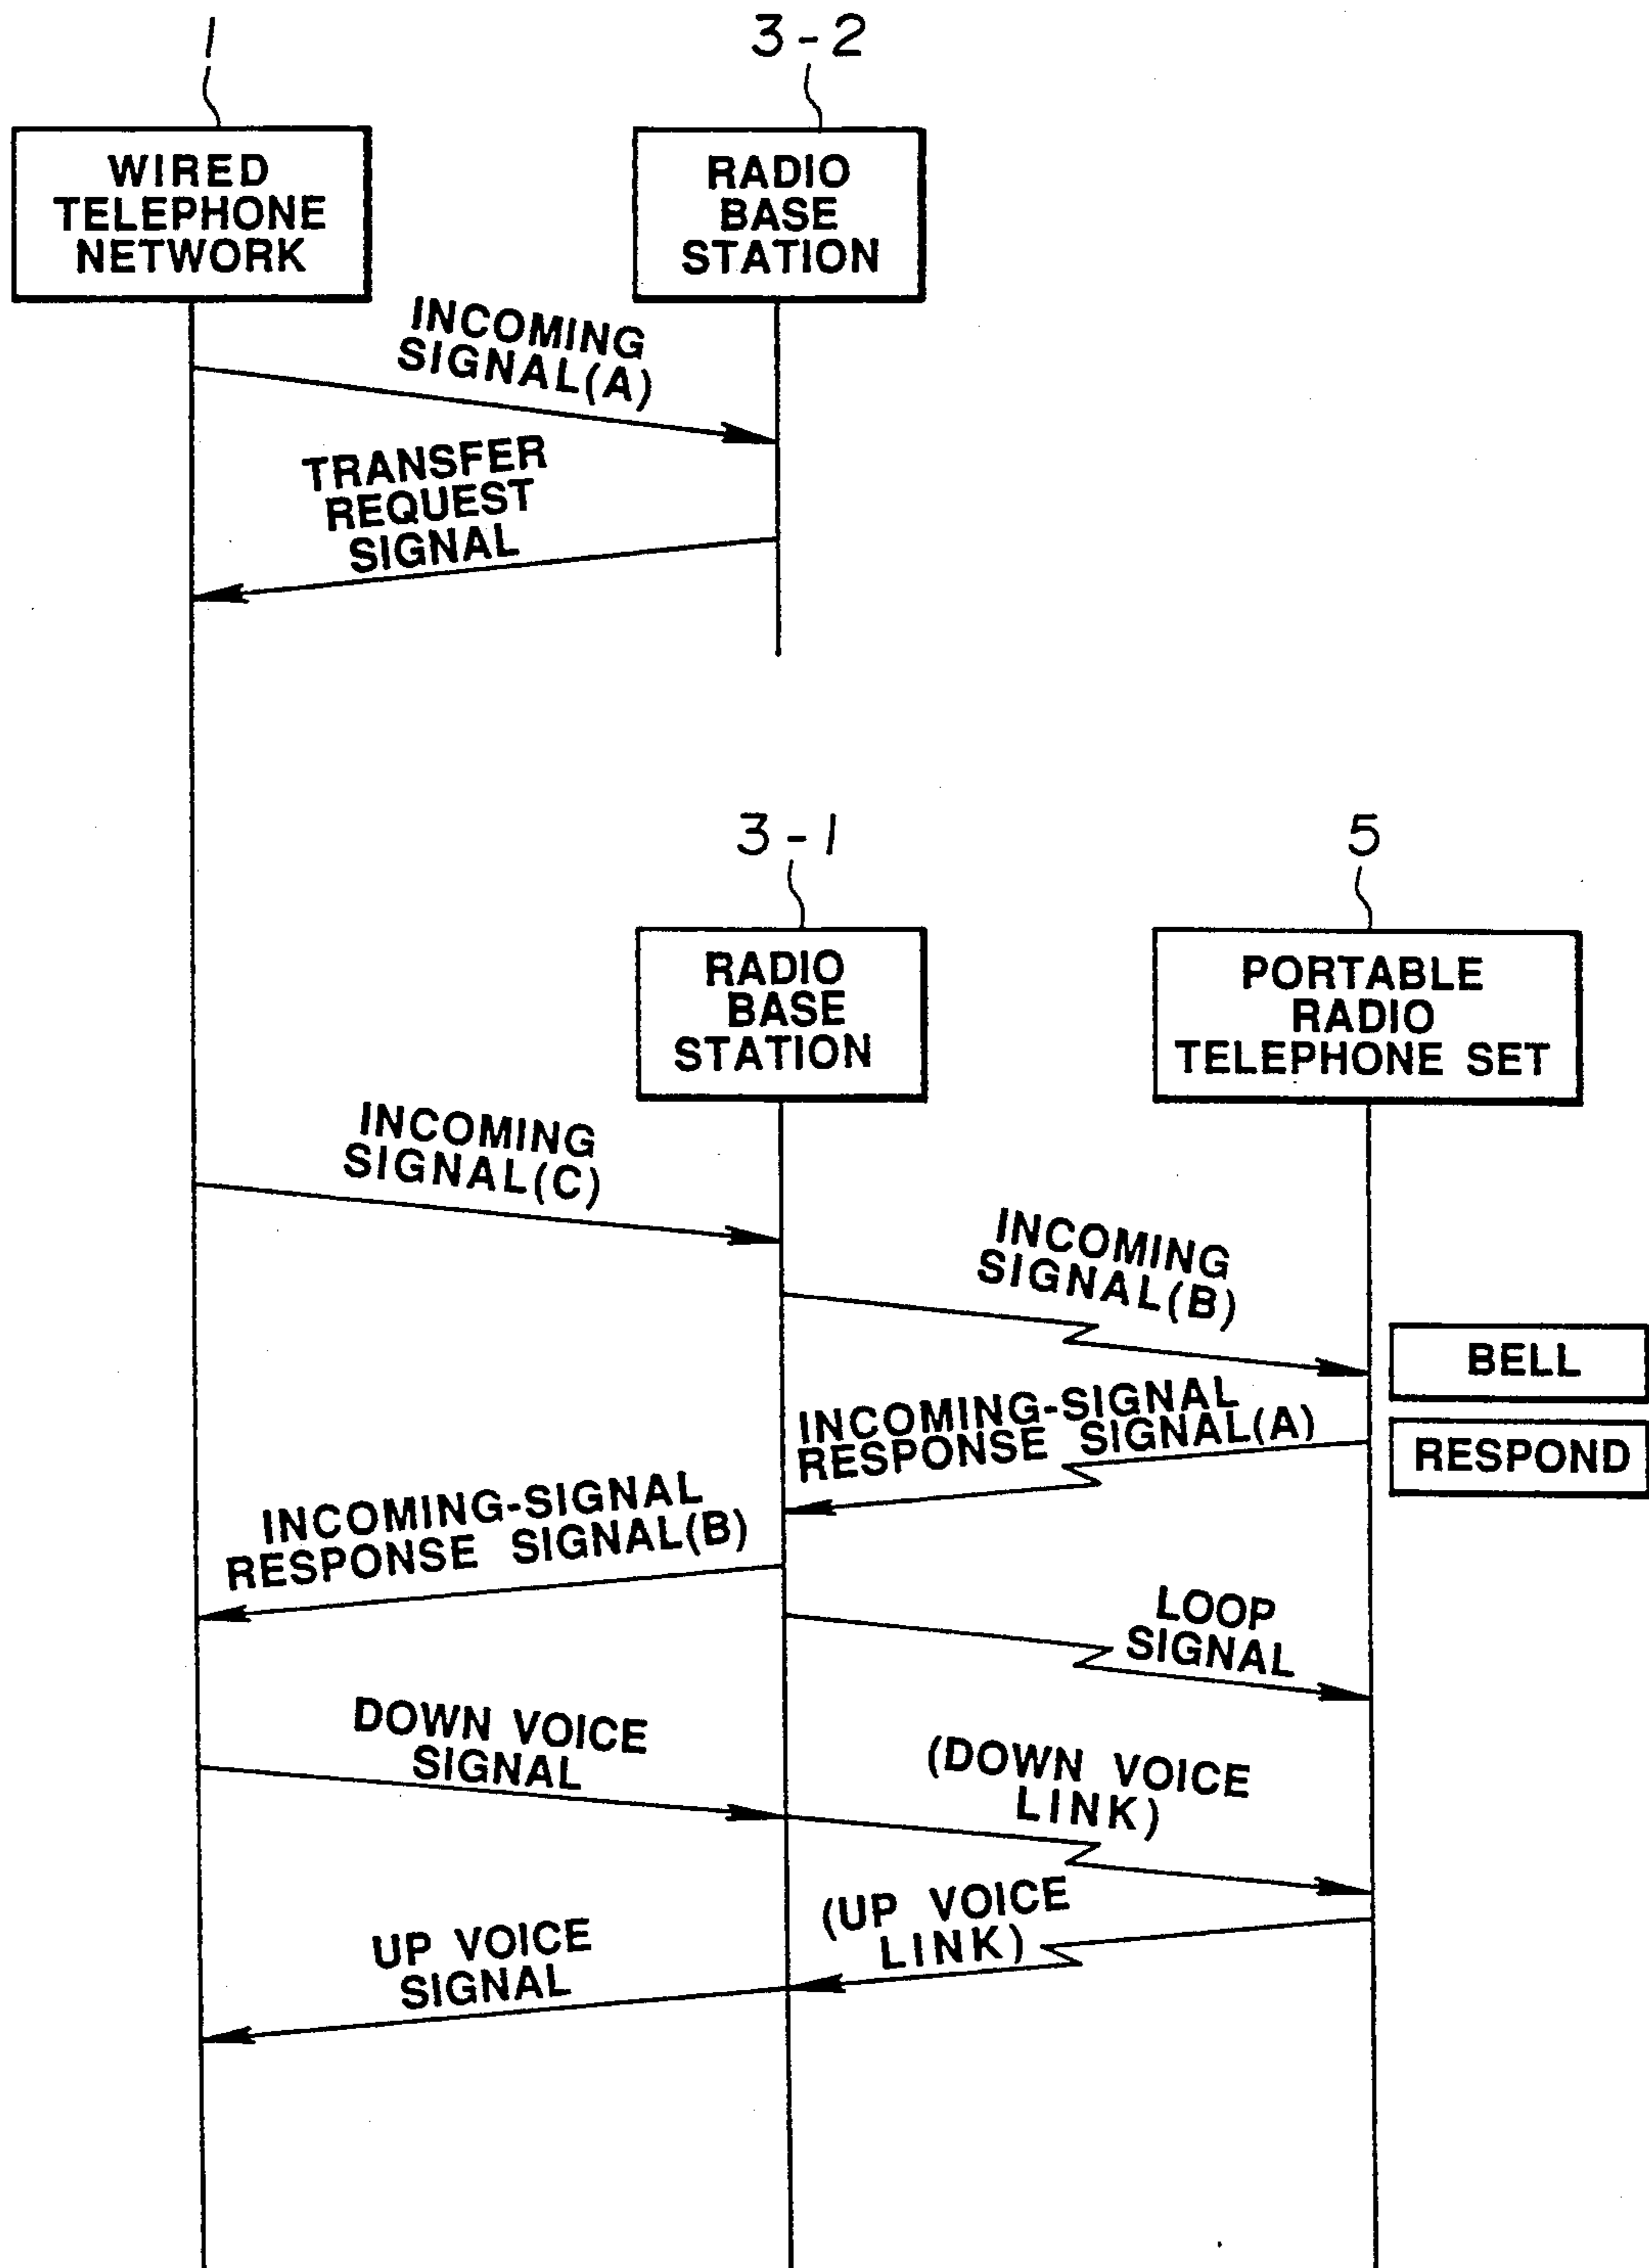 1
3-2
WIRED
TELEPHONE
NETWORK
RADIO
BASE
STATION
INCOMING
SIGNAL(A)
TRANSFER
REQUEST
SIGNAL
3-1
5
RADIO
BASE
STATION
PORTABLE
RADIO
TELEPHONE SET
INCOMING
SIGNAL(C)
INCOMING
SIGNAL(B)
BELL
INCOMING-SIGNAL
RESPONSE SIGNAL(A)
RESPOND
INCOMING-SIGNAL
RESPONSE SIGNAL(B)
LOOP
SIGNAL
DOWN VOICE
SIGNAL
(DOWN VOICE
LINK)
(UP VOICE
LINK)
UP VOICE
SIGNAL